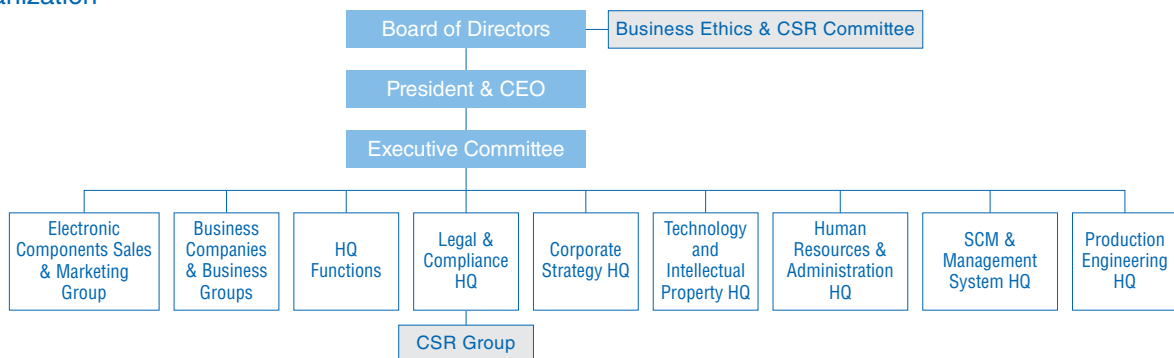 Board of Directors
Business Ethics & CSR Committee
President & CEO
Executive Committee
Electronic
Components Sales
& Marketing
Group
Business
Companies
& Business
Groups
HQ
Functions
Legal &
Compliance
HQ
Corporate
Strategy HQ
Technology
and
Intellectual
Property HQ
Human
Resources &
Administration
HQ
SCM &
Management
System HQ
Production
Engineering
HQ
CSR Group